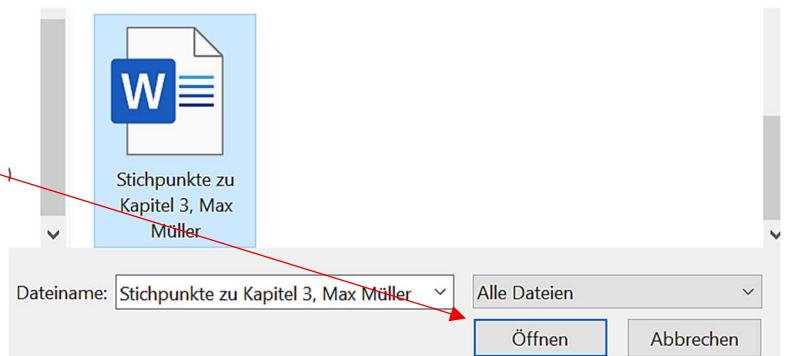 W
Stichpunkte zu
Kapitel 3, Max
Müller
)
Dateiname: Stichpunkte zu Kapitel 3, Max Müller Alle Dateien
Öffnen Abbrechen